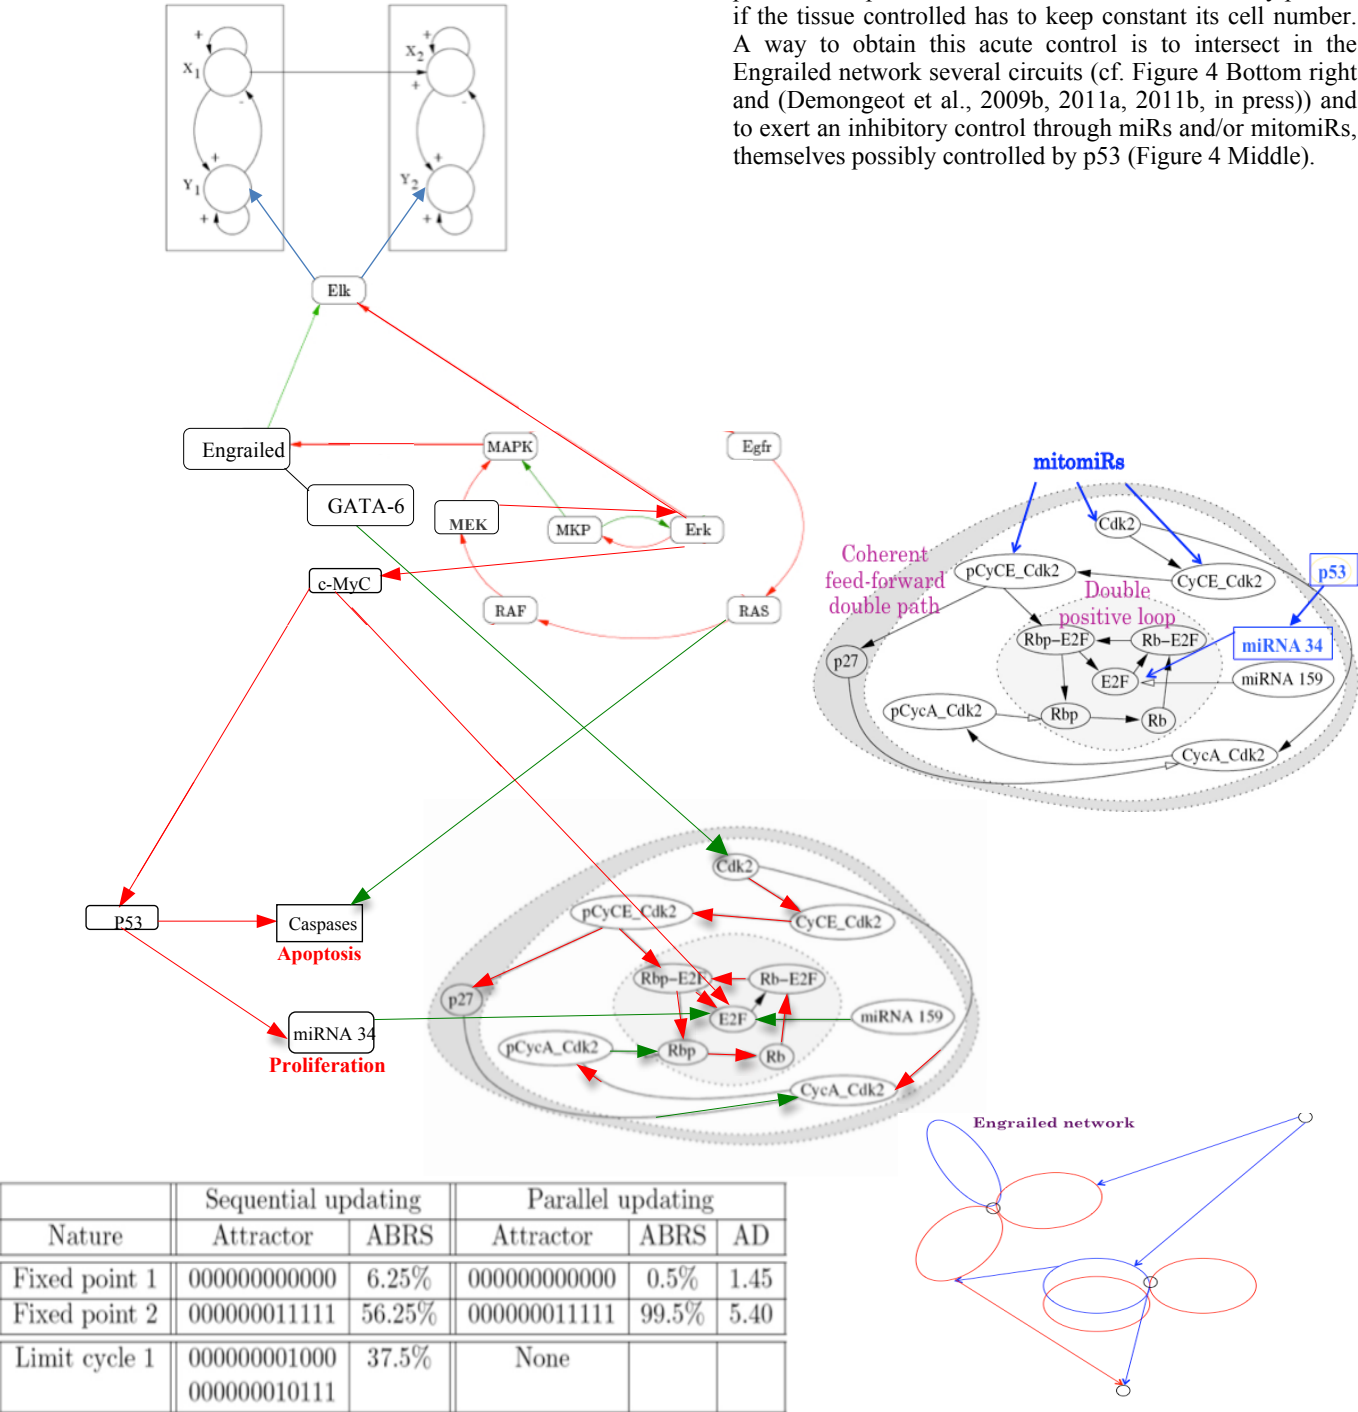 if the tissue controlled has to keep constant its cell number.
A way to obtain this acute control is to intersect in the
Engrailed network several circuits (cf. Figure 4 Bottom right
and (Demongeot et al., 2009b, 2011a, 2011b, in press)) and
to exert an inhibitory control through miRs and/or mitomiRs,
themselves possibly controlled by p53 (Figure 4 Middle).
+ +
X1 X2
+
- -
+ +
Y1 Y2
+ +
Elk
Engrailed
MAPK
Egfr
GATA-6
MEK
MKP
Erk
c-MyC
RAF
RAS
mitomiRs
Cdk2
Coherent
feed-forward
double path
pCyCE_Cdk2
CyCE_Cdk2
p53
Double
positive loop
Rbp-E2F
Rb-E2F
miRNA 34
p27
E2F
miRNA 159
pCycA_Cdk2
Rbp
Rb
CycA_Cdk2
Cdk2
P53
Caspases
Apoptosis
pCyCE_Cdk2
CyCE_Cdk2
Rbp-E2F
Rb-E2F
p27
E2F
miRNA 159
miRNA 34
Proliferation
pCycA_Cdk2
Rbp
Rb
CycA_Cdk2
Engrailed network
Sequential updating Parallel updating
Nature Attractor ABRS Attractor ABRS AD
Fixed point 1 000000000000 6.25% 000000000000 0.5% 1.45
Fixed point 2 000000011111 56.25% 000000011111 99.5% 5.40
Limit cycle 1 000000001000 37.5% None
000000010111